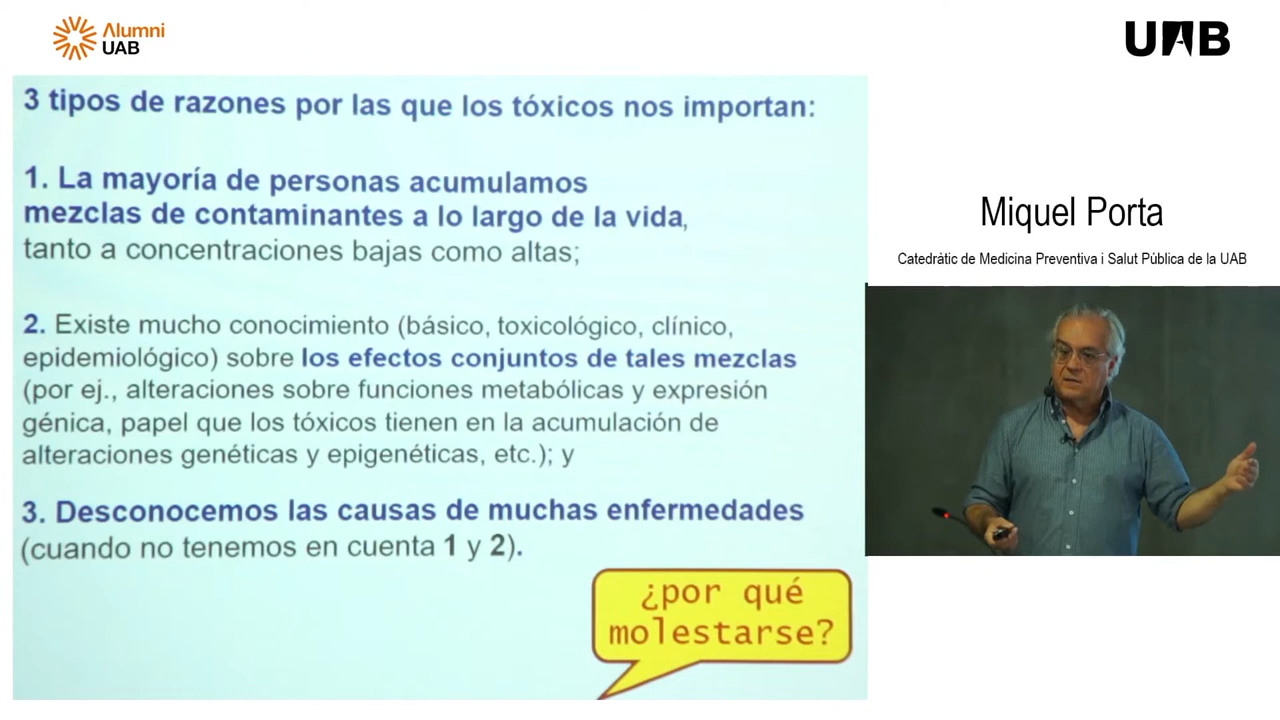 Alumni
UAB
UAB
3 tipos de razones por las que los tóxicos nos importan:
1. La mayoría de personas acumulamos
mezclas de contaminantes a lo largo de la vida,
tanto a concentraciones bajas como altas;
2. Existe mucho conocimiento (básico, toxicológico, clínico,
epidemiológico) sobre los efectos conjuntos de tales mezclas
(por ej., alteraciones sobre funciones metabólicas y expresión
génica, papel que los tóxicos tienen en la acumulación de
alteraciones genéticas y epigenéticas, etc.); y
3. Desconocemos las causas de muchas enfermedades
(cuando no tenemos en cuenta 1 y 2).
¿por qué
molestarse?
Miquel Porta
Catedràtic de Medicina Preventiva i Salut Pública de la UAB